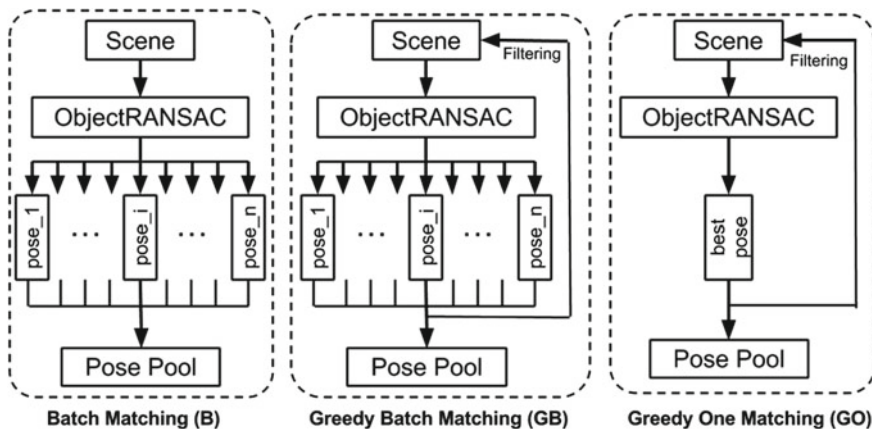 Scene
ObjectRANSAC
pose_1
...
pose_i
...
pose_n
Pose Pool
Batch Matching (B)
Scene
Filtering
ObjectRANSAC
pose_1
...
pose_i
...
pose_n
Pose Pool
Greedy Batch Matching (GB)
Scene
Filtering
ObjectRANSAC
best
pose
Pose Pool
Greedy One Matching (GO)